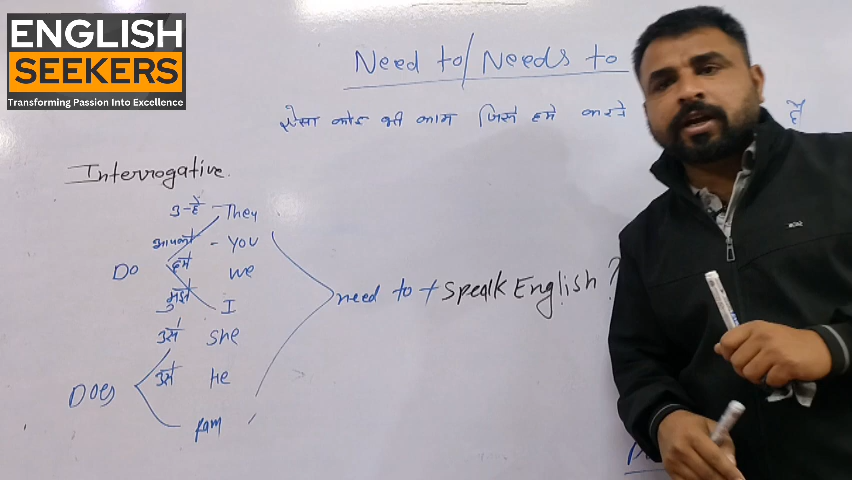 ENGLISH
SEEKERS
Transforming Passion Into Excellence
Need to/Needs to
ऐसा कोई भी काम जिसे हमे करने है
Interrogative.
उन्हें - They
आपको - You
Do हमे we
मुझे I
need to + Speak English ?
उसे she
Does उसे He
Ram